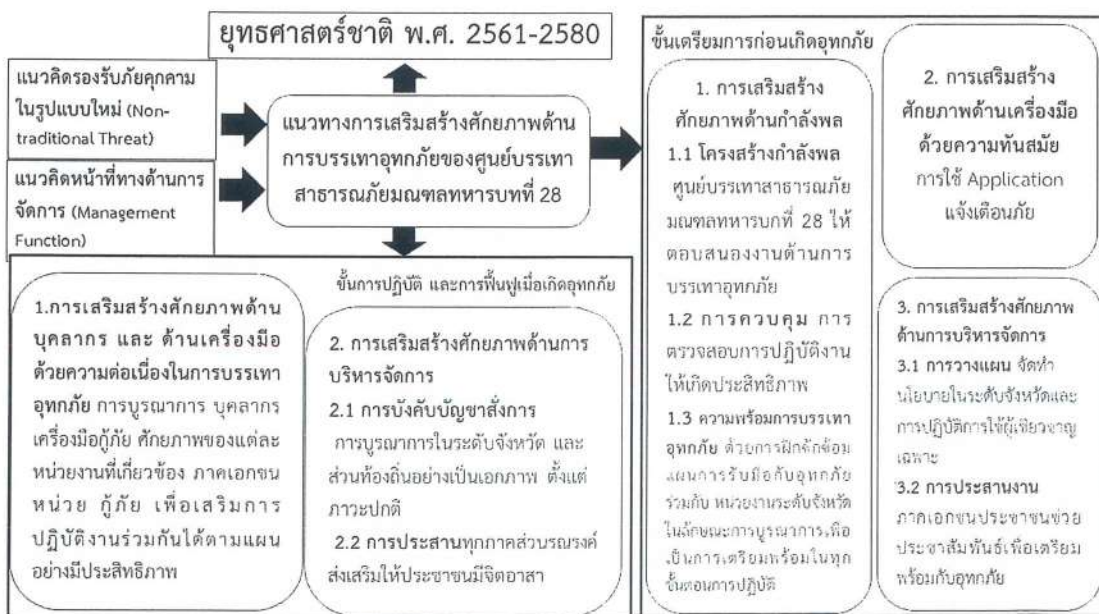 ยุทธศาสตร์ชาติ พ.ศ. 2561-2580
แนวคิดรองรับภัยคุกคาม
ในรูปแบบใหม่ (Non-
traditional Threat)
แนวคิดหน้าที่ทางด้านการ
จัดการ (Management
Function)
แนวทางการเสริมสร้างศักยภาพด้าน
การบรรเทาอุทกภัยของศูนย์บรรเทา
สาธารณภัยมณฑลทหารบทที่ 28
ขั้นเตรียมการก่อนเกิดอุทกภัย
1. การเสริมสร้าง
ศักยภาพด้านกำลังพล
1.1 โครงสร้างกำลังพล
ศูนย์บรรเทาสาธารณภัย
มณฑลทหารบกที่ 28 ให้
ตอบสนองงานด้านการ
บรรเทาอุทกภัย
1.2 การควบคุม การ
ตรวจสอบการปฏิบัติงาน
ให้เกิดประสิทธิภาพ
1.3 ความพร้อมการบรรเทา
อุทกภัย ด้วยการฝึกซักซ้อม
แผนการรับมือกับอุทกภัย
ร่วมกับ หน่วยงานระดับจังหวัด
ในลักษณะการบูรณาการเพื่อ
เป็นการเตรียมพร้อมในทุก
ขั้นตอนการปฏิบัติ
2. การเสริมสร้าง
ศักยภาพด้านเครื่องมือ
ด้วยความทันสมัย
การใช้ Application
แจ้งเตือนภัย
3. การเสริมสร้างศักยภาพ
ด้านการบริหารจัดการ
3.1 การวางแผน จัดทำ
นโยบายในระดับจังหวัดและ
การปฏิบัติการใช้ผู้เชี่ยวชาญ
เฉพาะ
3.2 การประสานงาน
ภาคเอกชนประชาชนช่วย
ประชาสัมพันธ์เพื่อเตรียม
พร้อมกับอุทกภัย
ขั้นการปฏิบัติ และการฟื้นฟูเมื่อเกิดอุทกภัย
1.การเสริมสร้างศักยภาพด้าน
บุคลากร และ ด้านเครื่องมือ
ด้วยความต่อเนื่องในการบรรเทา
อุทกภัย การบูรณาการ บุคลากร
เครื่องมือกู้ภัย ศักยภาพของแต่ละ
หน่วยงานที่เกี่ยวข้อง ภาคเอกชน
หน่วย กู้ภัย เพื่อเสริมการ
ปฏิบัติงานร่วมกันได้ตามแผน
อย่างมีประสิทธิภาพ
2. การเสริมสร้างศักยภาพด้านการ
บริหารจัดการ
2.1 การบังคับบัญชาสั่งการ
การบูรณาการในระดับจังหวัด และ
ส่วนท้องถิ่นอย่างเป็นเอกภาพ ตั้งแต่
ภาวะปกติ
2.2 การประสานทุกภาคส่วนรณรงค์
ส่งเสริมให้ประชาชนมีจิตอาสา